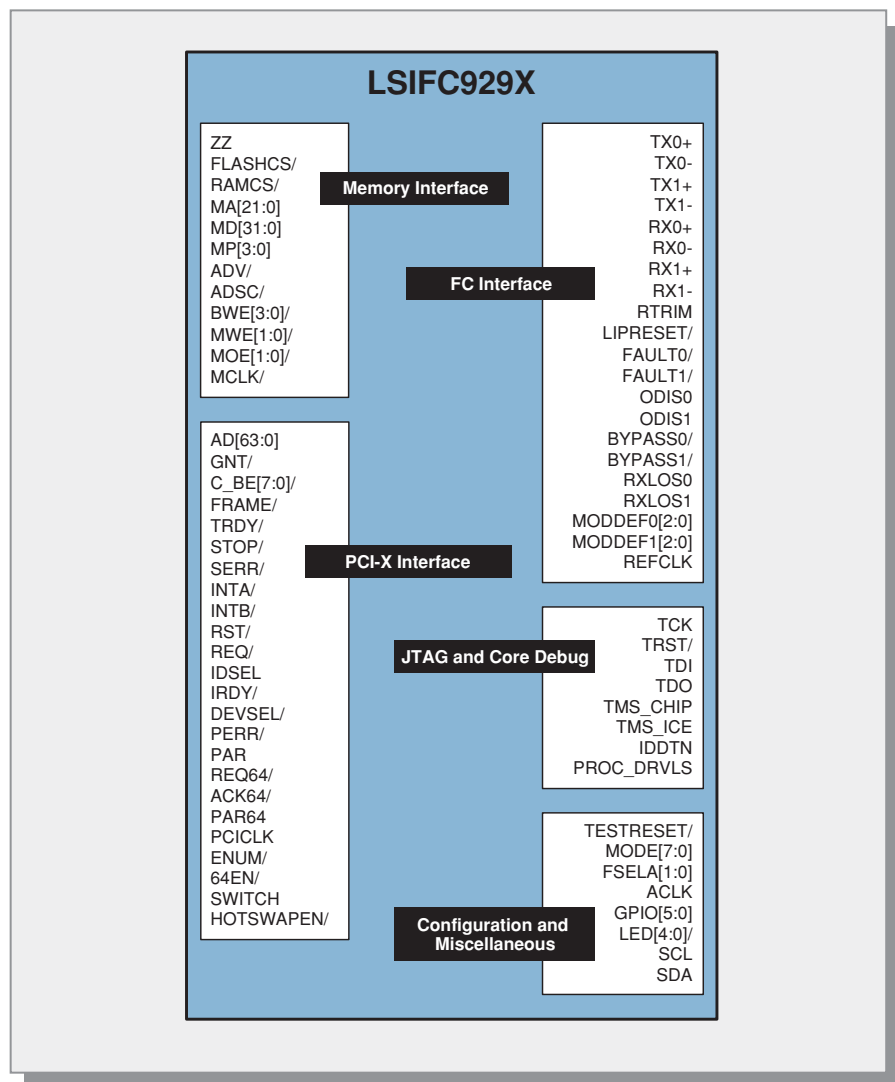 LSIFC929X
ZZ
FLASHCS/
RAMCS/
MA[21:0]
MD[31:0]
MP[3:0]
ADV/
ADSC/
BWE[3:0]/
MWE[1:0]/
MOE[1:0]/
MCLK/
Memory Interface
AD[63:0]
GNT/
C_BE[7:0]/
FRAME/
TRDY/
STOP/
SERR/
INTA/
INTB/
RST/
REQ/
IDSEL
IRDY/
DEVSEL/
PERR/
PAR
REQ64/
ACK64/
PAR64
PCICLK
ENUM/
64EN/
SWITCH
HOTSWAPEN/
PCI-X Interface
TX0+
TX0-
TX1+
TX1-
RX0+
RX0-
RX1+
RX1-
RTRIM
LIPRESET/
FAULT0/
FAULT1/
ODIS0
ODIS1
BYPASS0/
BYPASS1/
RXLOS0
RXLOS1
MODDEF0[2:0]
MODDEF1[2:0]
REFCLK
FC Interface
TCK
TRST/
TDI
TDO
TMS_CHIP
TMS_ICE
IDDTN
PROC_DRVLS
JTAG and Core Debug
TESTRESET/
MODE[7:0]
FSELA[1:0]
ACLK
GPIO[5:0]
LED[4:0]/
SCL
SDA
Configuration and
Miscellaneous